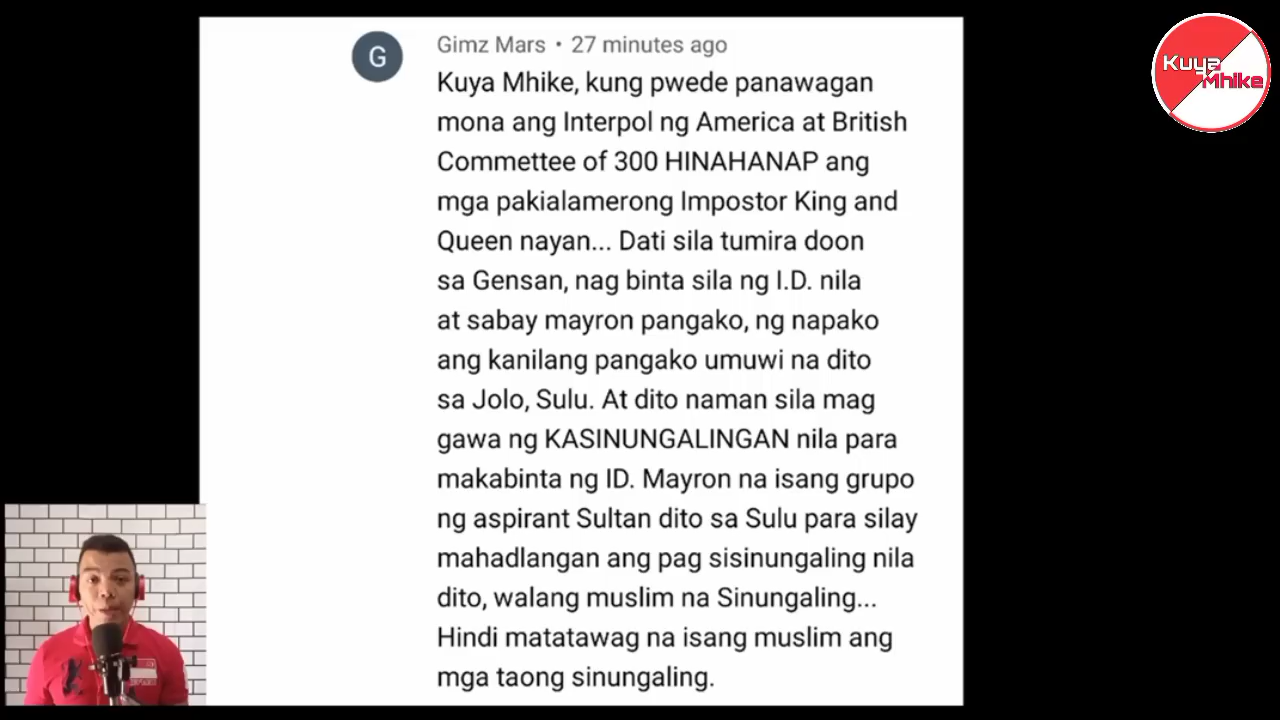 G
Gimz Mars • 27 minutes ago
Kuya Mhike, kung pwede panawagan
mona ang Interpol ng America at British
Commettee of 300 HINAHANAP ang
mga pakialamerong Impostor King and
Queen nayan... Dati sila tumira doon
sa Gensan, nag binta sila ng I.D. nila
at sabay mayron pangako, ng napako
ang kanilang pangako umuwi na dito
sa Jolo, Sulu. At dito naman sila mag
gawa ng KASINUNGALINGAN nila para
makabinta ng ID. Mayron na isang grupo
ng aspirant Sultan dito sa Sulu para silay
mahadlangan ang pag sisinungaling nila
dito, walang muslim na Sinungaling...
Hindi matatawag na isang muslim ang
mga taong sinungaling.
Kuya
Mhike